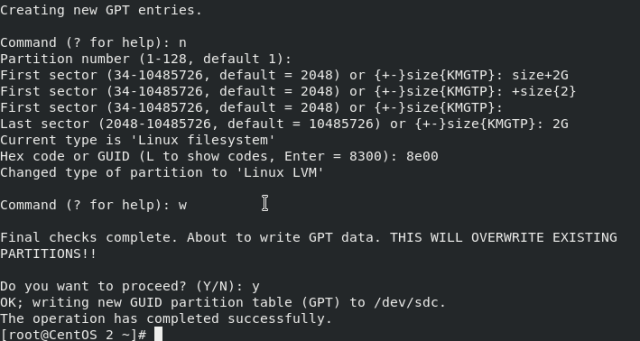 Creating new GPT entries.
Command (? for help): n
Partition number (1-128, default 1):
First sector (34-10485726, default = 2048) or {+-}size{KMGTP}: size+2G
First sector (34-10485726, default = 2048) or {+-}size{KMGTP}: +size{2}
First sector (34-10485726, default = 2048) or {+-}size{KMGTP}:
Last sector (2048-10485726, default = 10485726) or {+-}size{KMGTP}: 2G
Current type is 'Linux filesystem'
Hex code or GUID (L to show codes, Enter = 8300): 8e00
Changed type of partition to 'Linux LVM'
Command (? for help): w
Final checks complete. About to write GPT data. THIS WILL OVERWRITE EXISTING
PARTITIONS!!
Do you want to proceed? (Y/N): y
OK; writing new GUID partition table (GPT) to /dev/sdc.
The operation has completed successfully.
[root@CentOS 2 ~]#